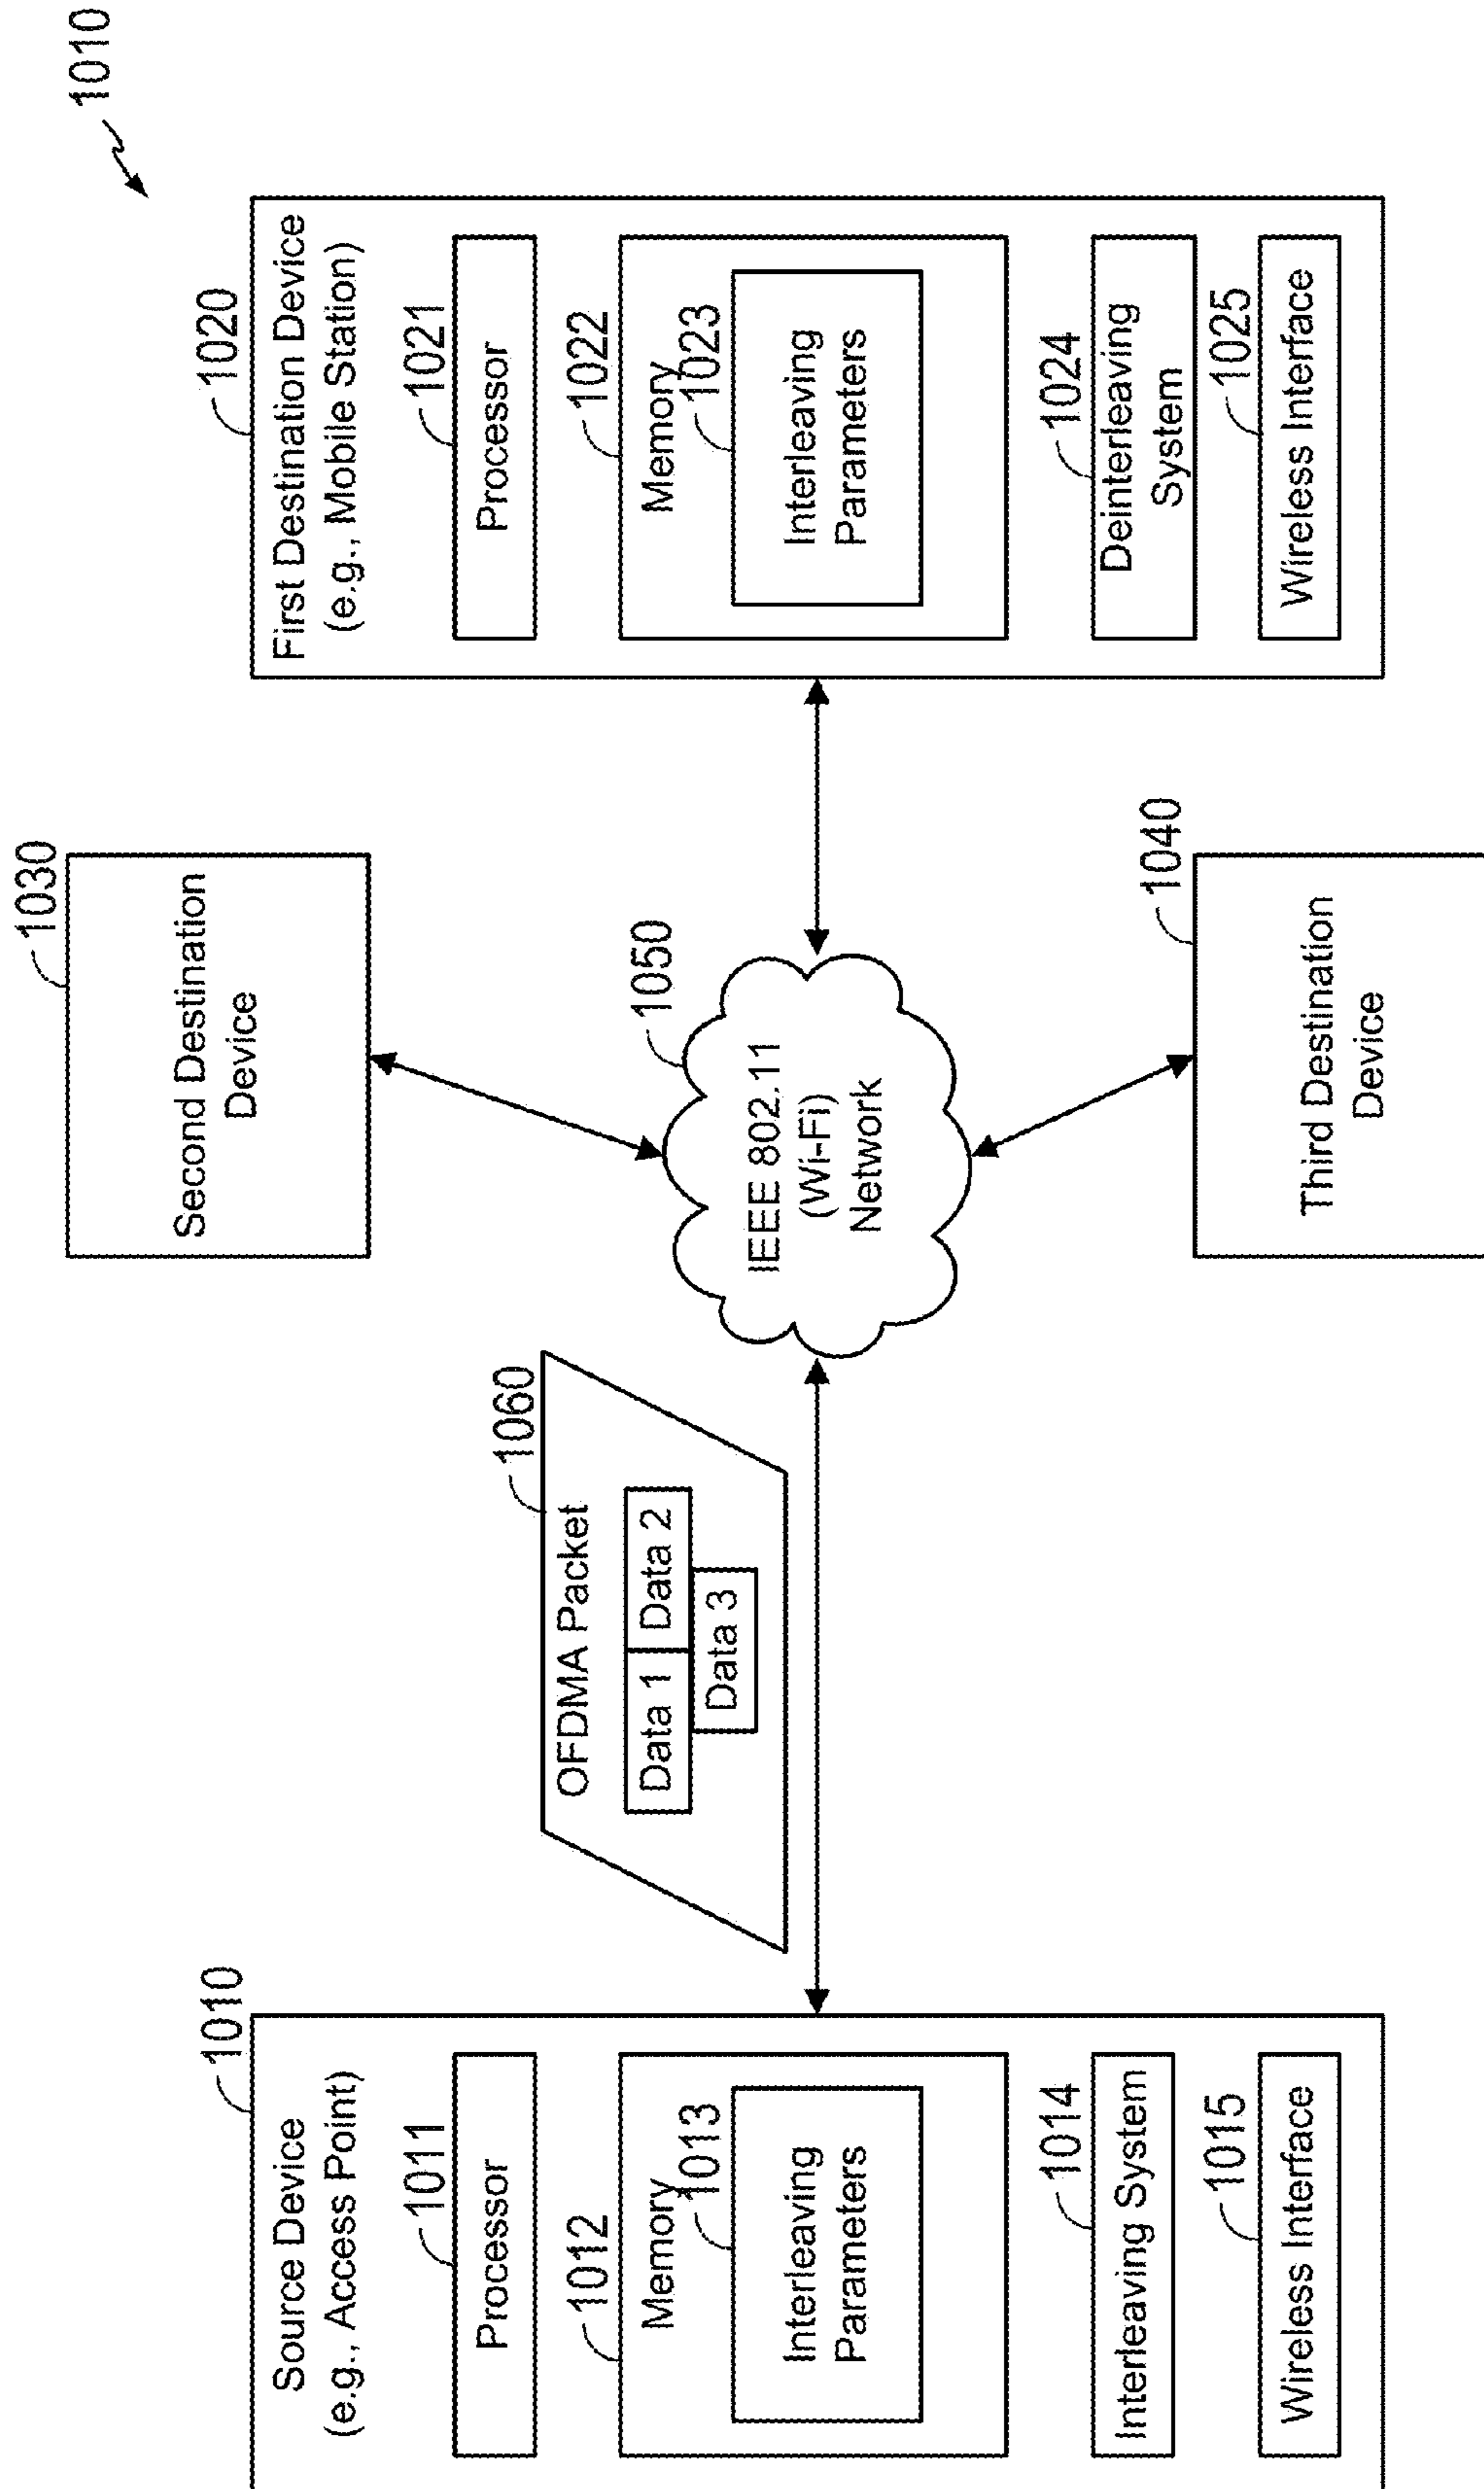 1010
1010
Source Device
(e.g., Access Point)
1011
Processor
1012
Memory
1013
Interleaving
Parameters
1014
Interleaving System
1015
Wireless Interface
1060
OFDMA Packet
Data 1
Data 2
Data 3
1030
Second Destination
Device
1050
IEEE 802.11
(Wi-Fi)
Network
1040
Third Destination
Device
1020
First Destination Device
(e.g., Mobile Station)
1021
Processor
1022
Memory
1023
Interleaving
Parameters
1024
Deinterleaving
System
1025
Wireless Interface